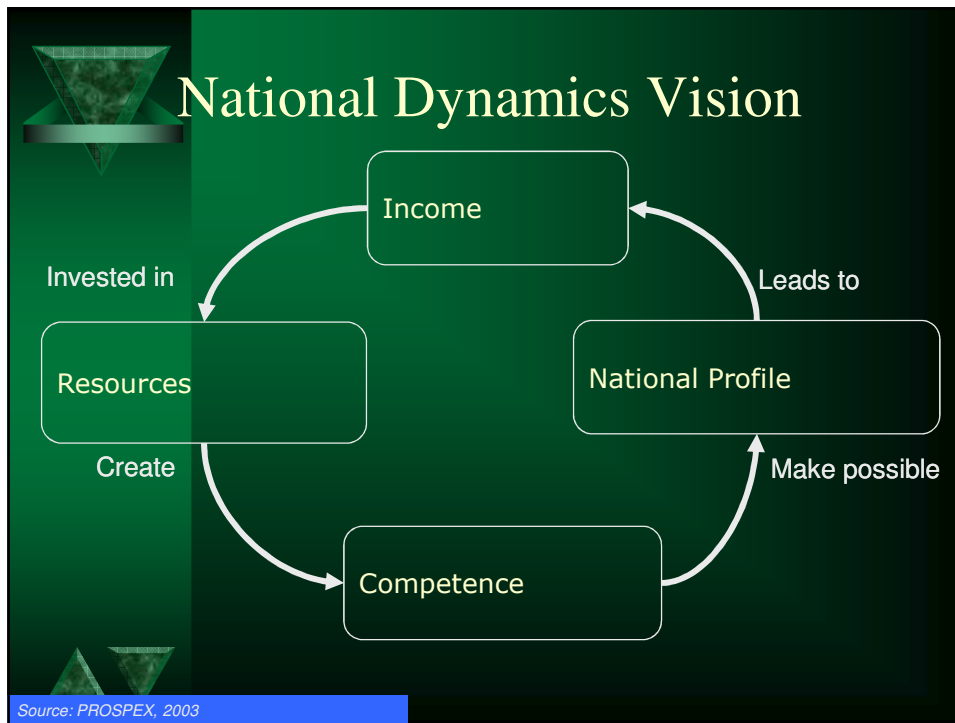 National Dynamics Vision
Income
Invested in
Leads to
Resources
National Profile
Create
Make possible
Competence
Source: PROSPEX, 2003